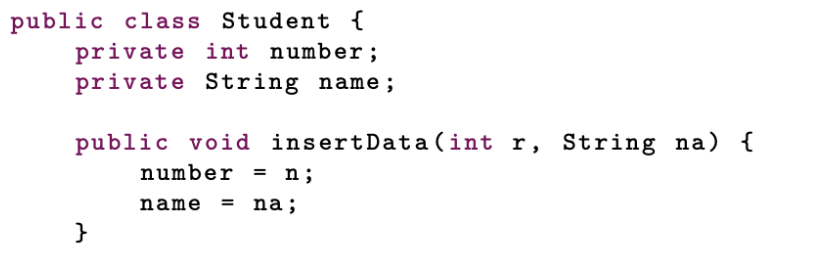 public class Student {
private int number;
private String name;
public void insertData(int r, String na) {
number = n;
name = na;
}